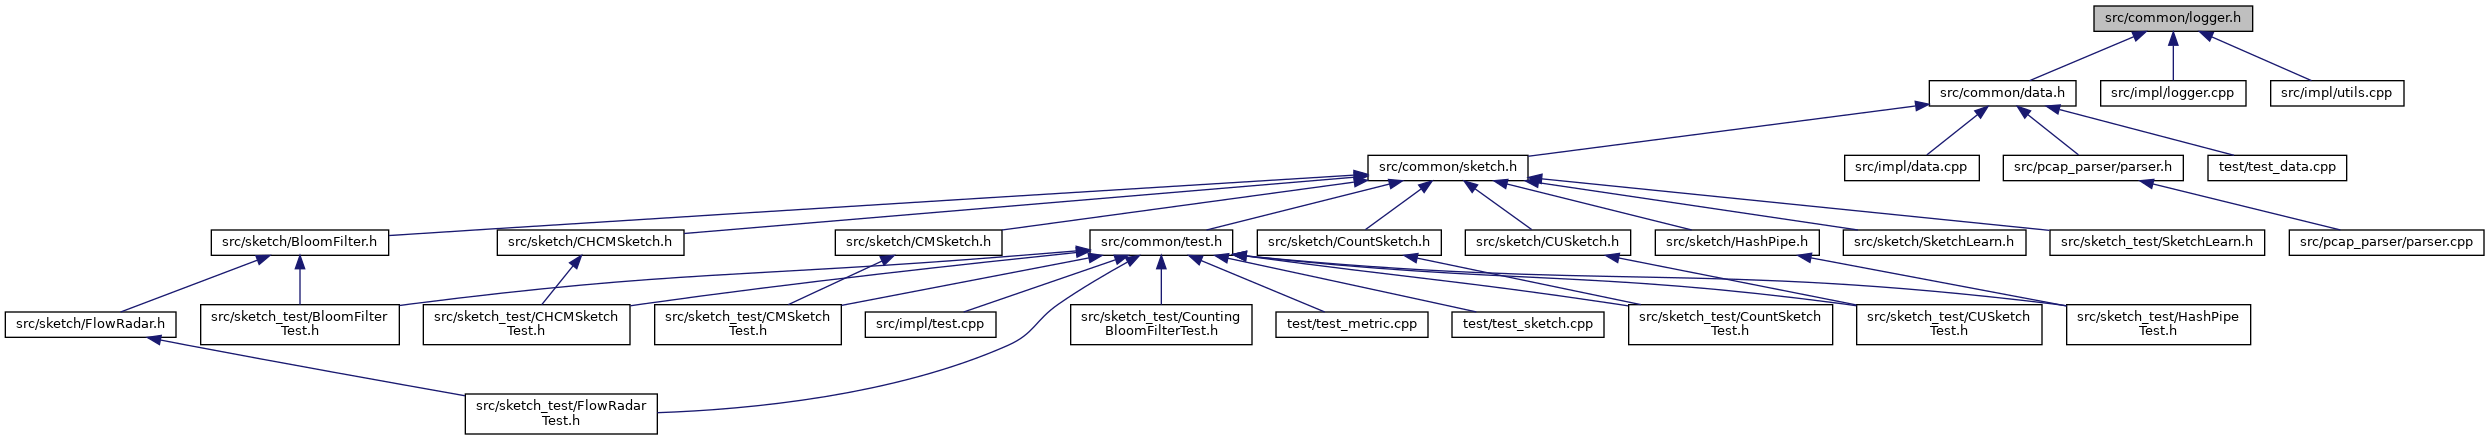 src/common/logger.h
src/common/data.h
src/impl/logger.cpp
src/impl/utils.cpp
src/common/sketch.h
src/impl/data.cpp
src/pcap_parser/parser.h
test/test_data.cpp
src/sketch/BloomFilter.h
src/sketch/CHCMSketch.h
src/sketch/CMSketch.h
src/common/test.h
src/sketch/CountSketch.h
src/sketch/CUSketch.h
src/sketch/HashPipe.h
src/sketch/SketchLearn.h
src/sketch_test/SketchLearn.h
src/pcap_parser/parser.cpp
src/sketch/FlowRadar.h
src/sketch_test/BloomFilter
Test.h
src/sketch_test/CHCMSketch
Test.h
src/sketch_test/CMSketch
Test.h
src/impl/test.cpp
src/sketch_test/Counting
BloomFilterTest.h
test/test_metric.cpp
test/test_sketch.cpp
src/sketch_test/CountSketch
Test.h
src/sketch_test/CUSketch
Test.h
src/sketch_test/HashPipe
Test.h
src/sketch_test/FlowRadar
Test.h